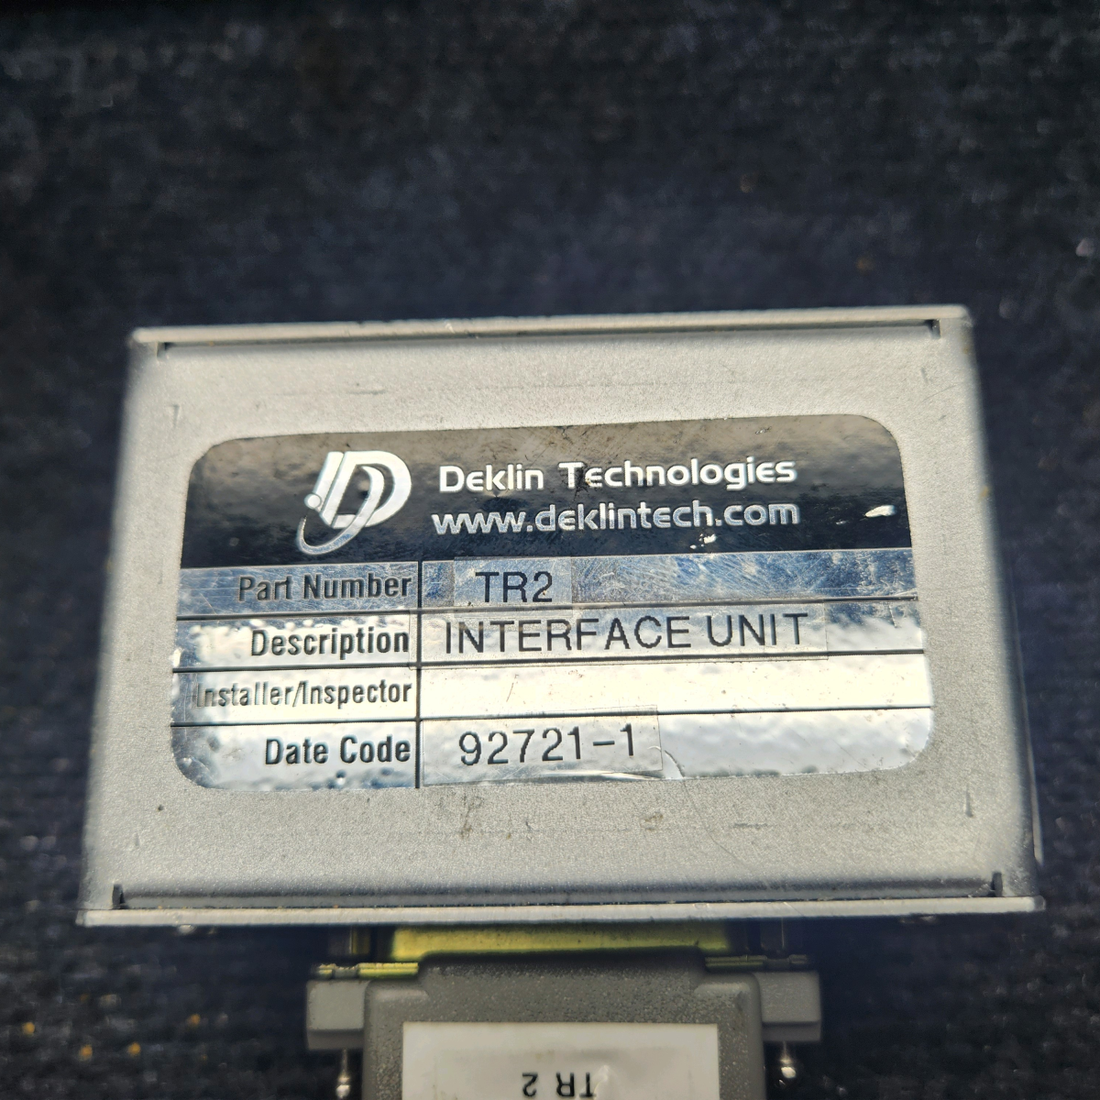 Deklin Technologies
www.deklintech.com
Part Number TR2
Description INTERFACE UNIT
Installer/Inspector
Date Code 92721-1
TR 2